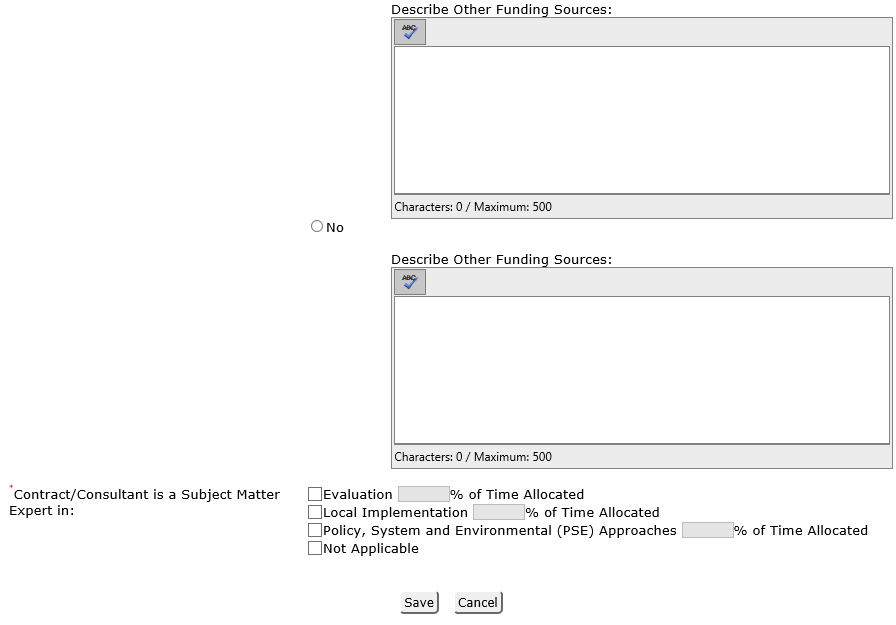 Describe Other Funding Sources:
ABC
Characters: 0 / Maximum: 500
No
Describe Other Funding Sources:
ABC
Characters: 0 / Maximum: 500
*Contract/Consultant is a Subject Matter
Expert in:
Evaluation % of Time Allocated
Local Implementation % of Time Allocated
Policy, System and Environmental (PSE) Approaches % of Time Allocated
Not Applicable
Save Cancel